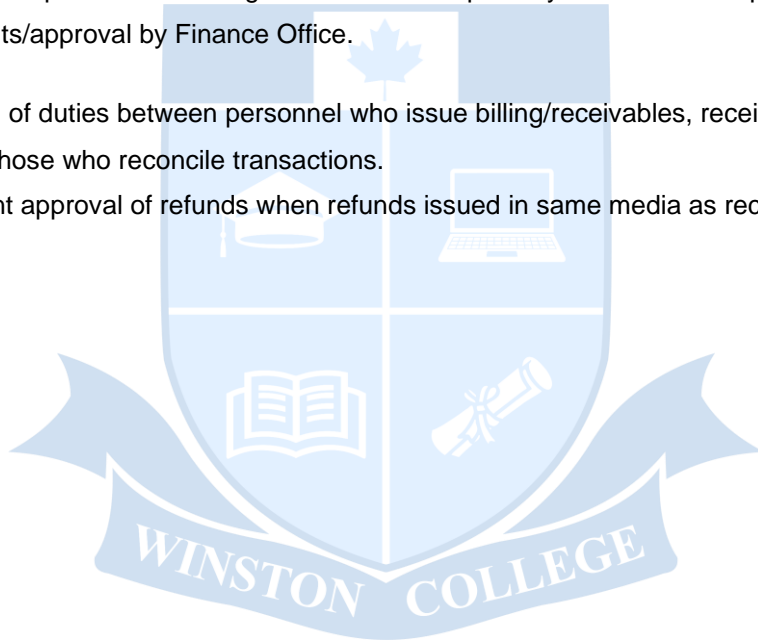 ts/approval by Finance Office.
of duties between personnel who issue billing/receivables, recei
hose who reconcile transactions.
nt approval of refunds when refunds issued in same media as rec
WINSTON COLLEGE